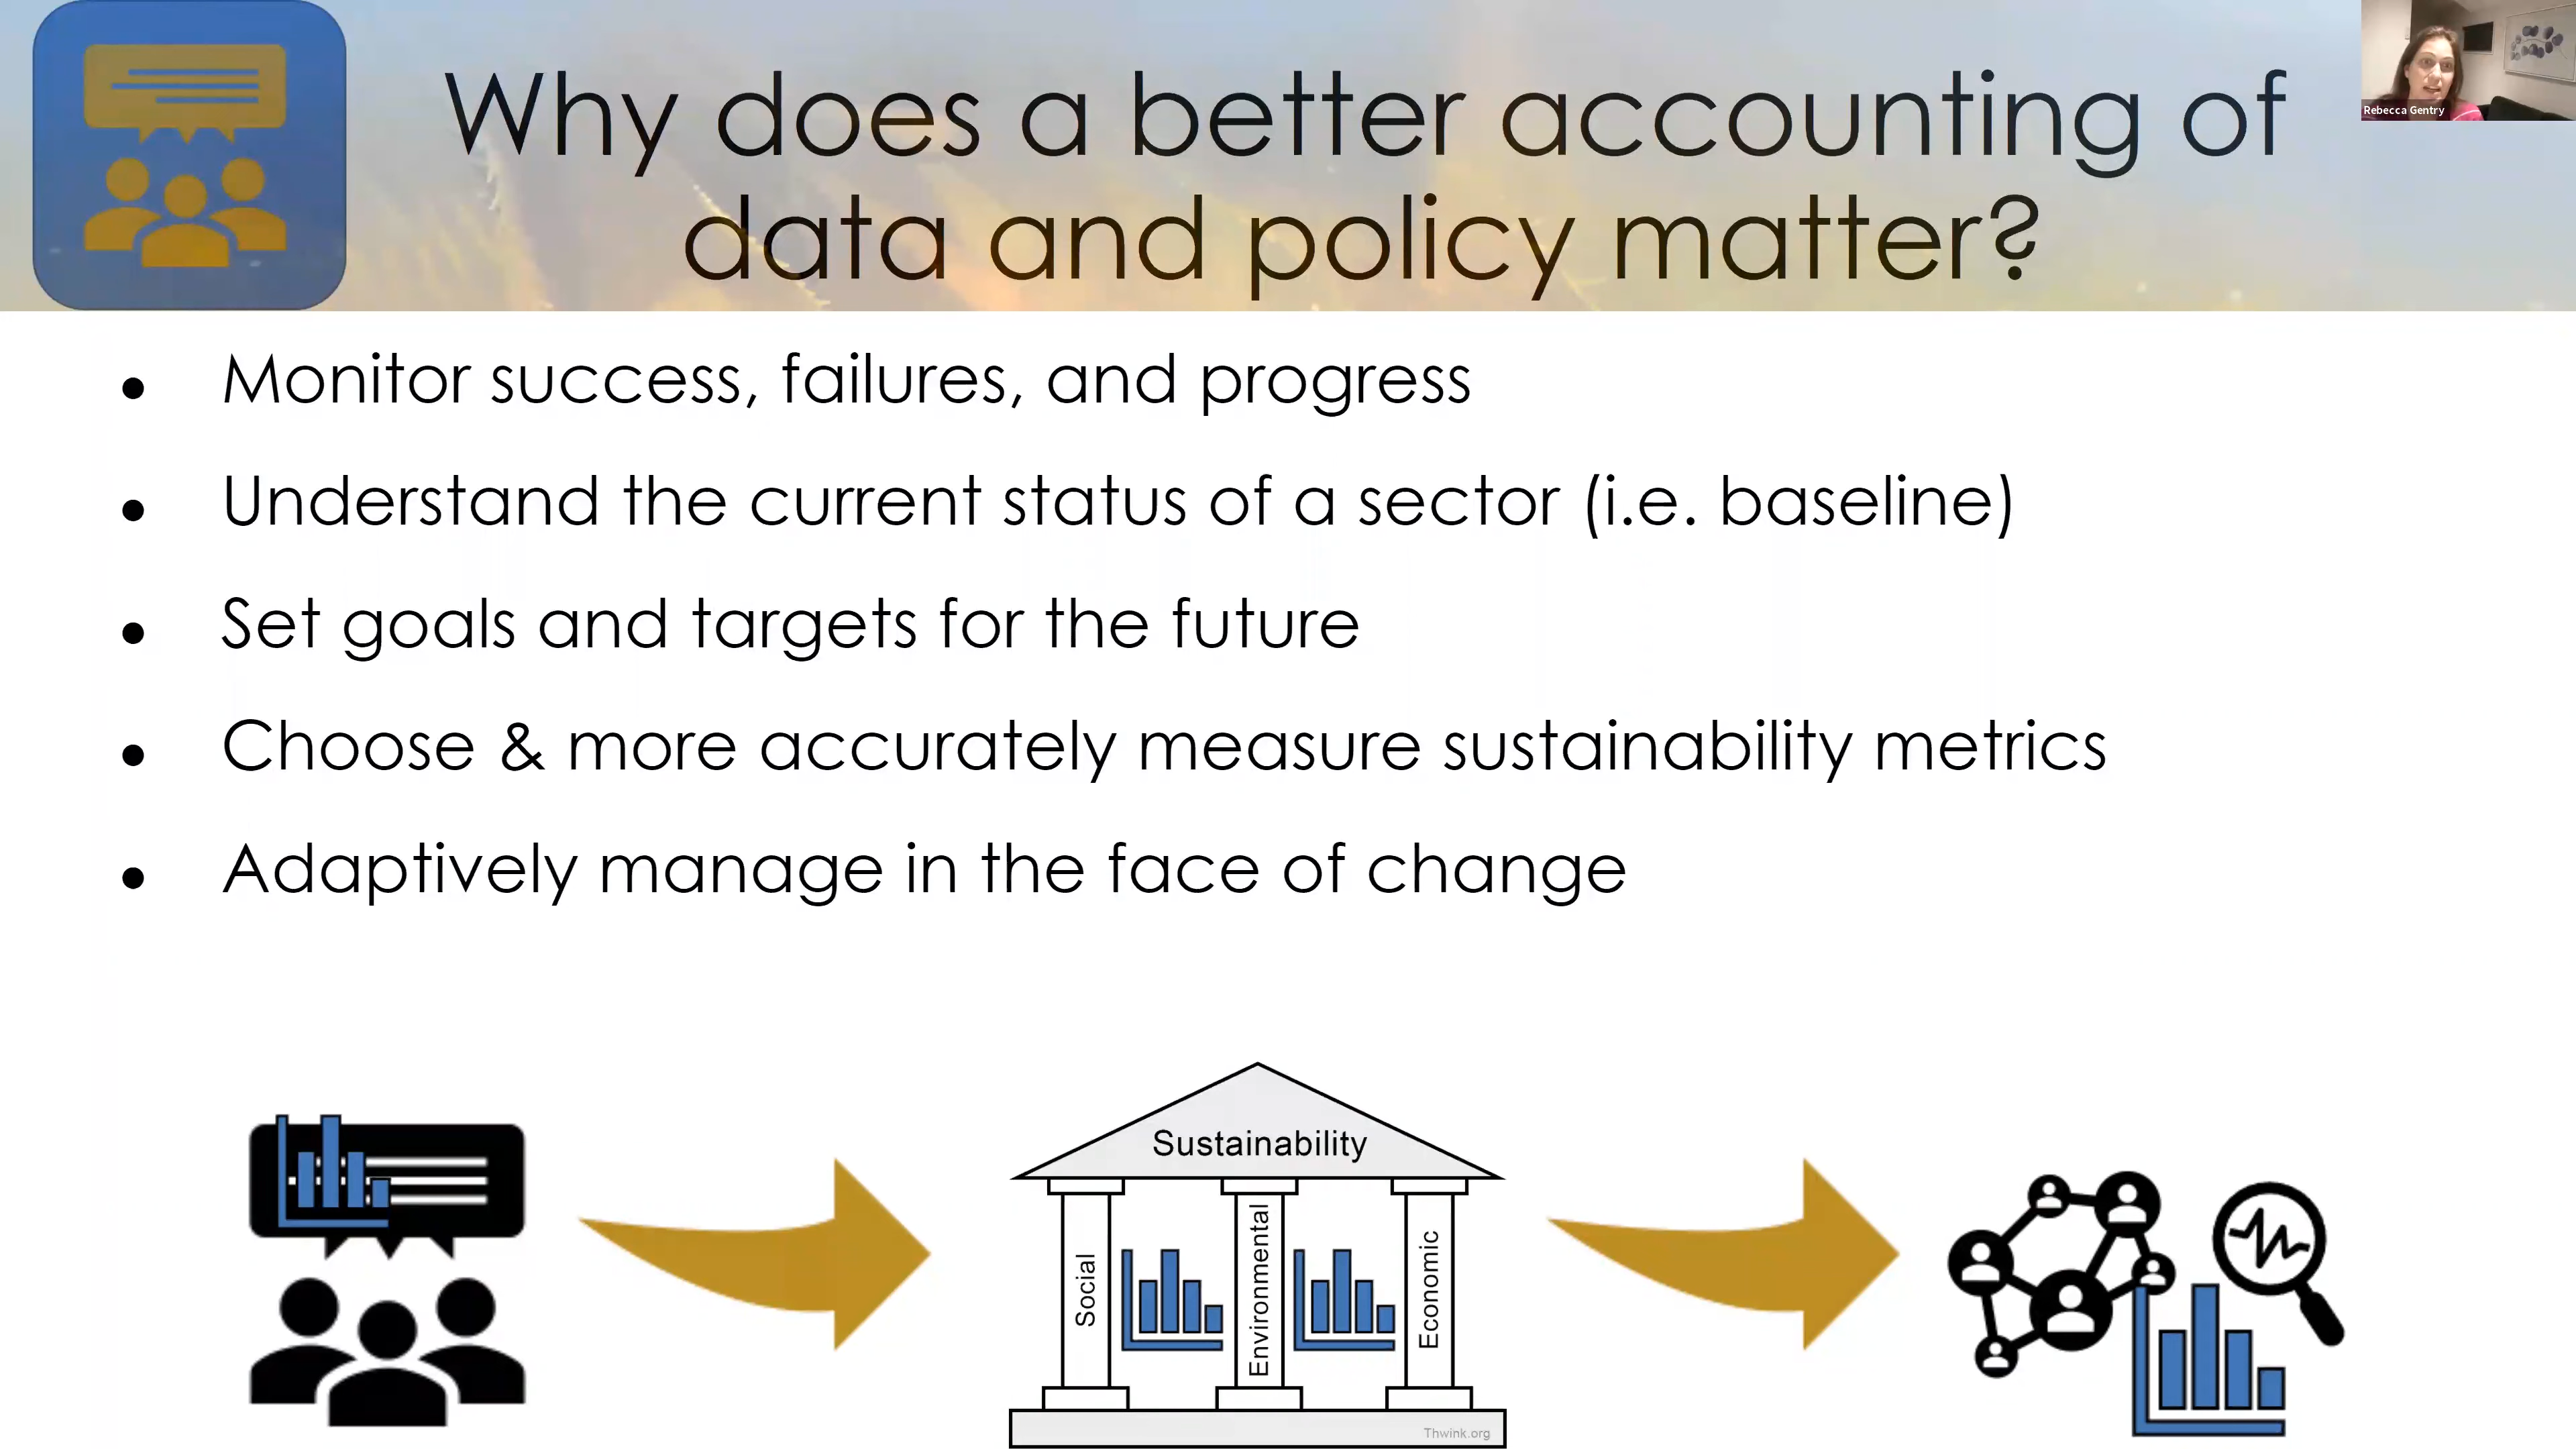 Why does a better accounting of
data and policy matter?
Rebecca Gentry
• Monitor success, failures, and progress
• Understand the current status of a sector (i.e. baseline)
• Set goals and targets for the future
• Choose & more accurately measure sustainability metrics
• Adaptively manage in the face of change
Sustainability
Social
Environmental
Economic
Thwink.org